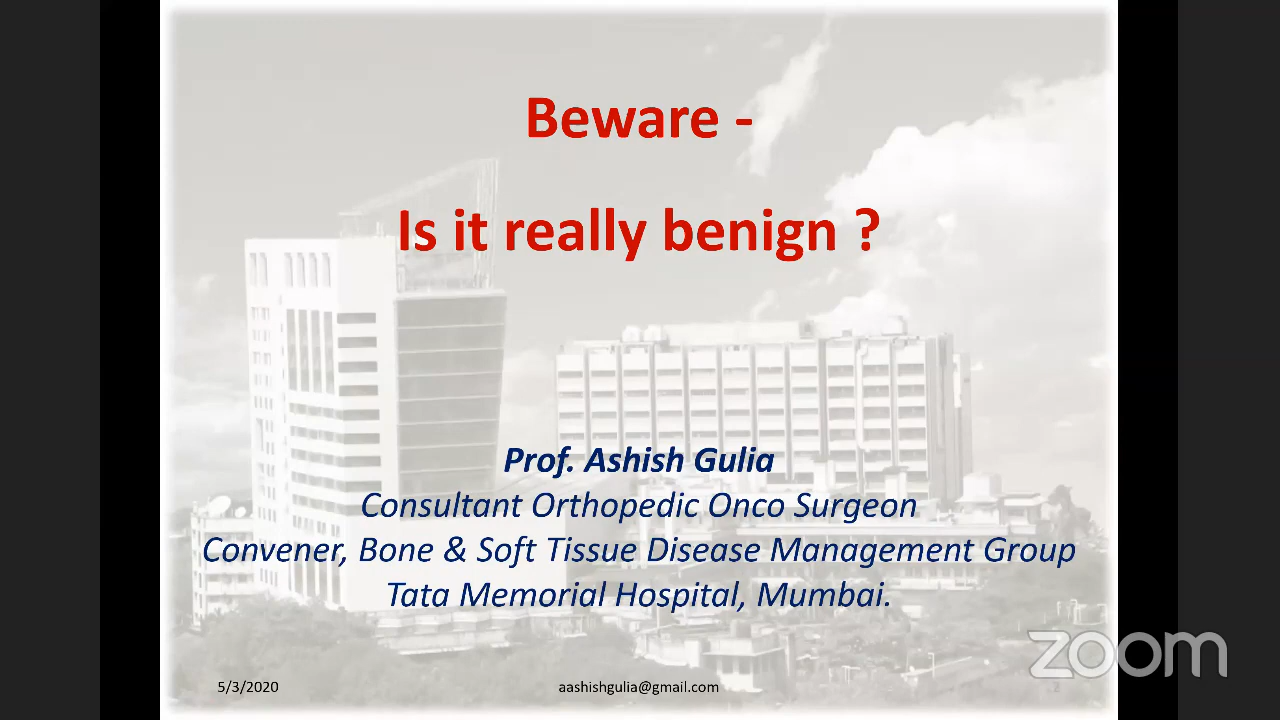 Beware -
Is it really benign ?
Prof. Ashish Gulia
Consultant Orthopedic Onco Surgeon
Convener, Bone & Soft Tissue Disease Management Group
Tata Memorial Hospital, Mumbai.
zoom
5/3/2020
aashishgulia@gmail.com
2